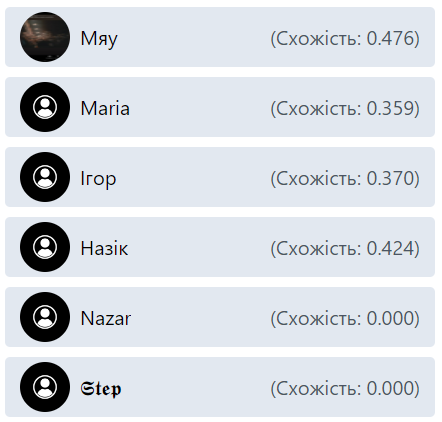 Мяу (Схожість: 0.476)
Maria (Схожість: 0.359)
Ігор (Схожість: 0.370)
Назік (Схожість: 0.424)
Nazar (Схожість: 0.000)
𝕾𝖙𝖊𝖕 (Схожість: 0.000)